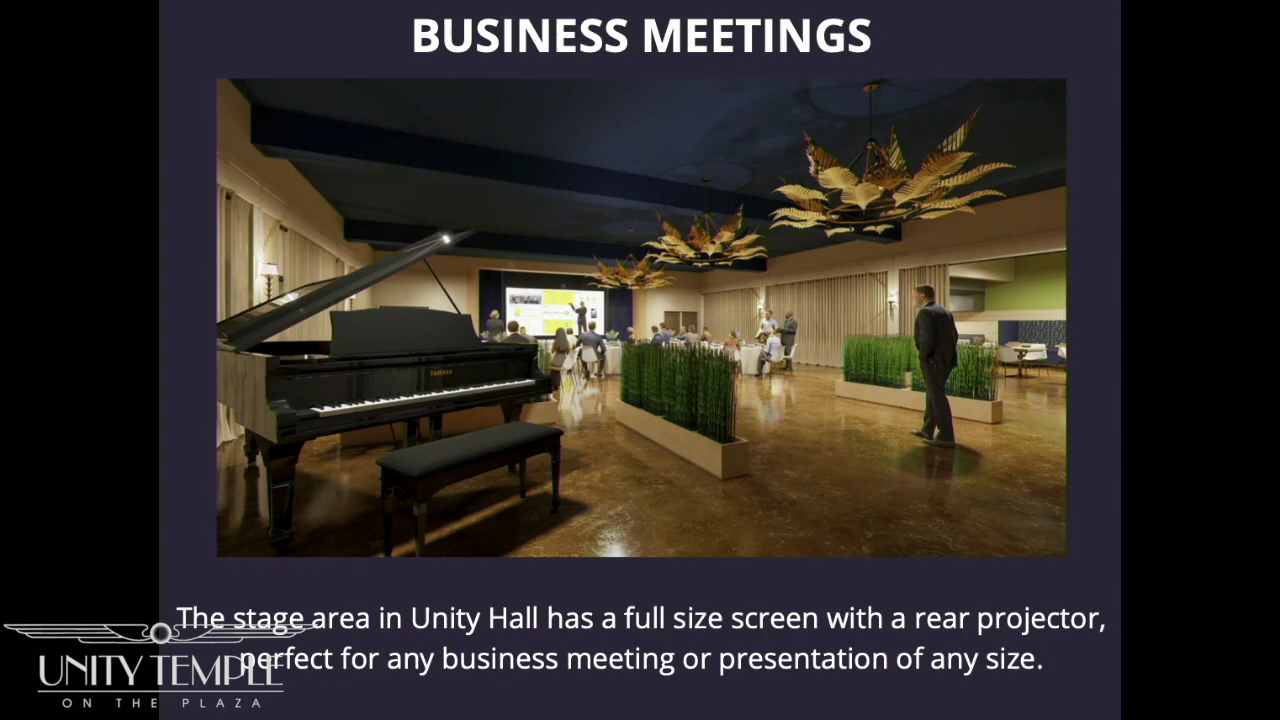 BUSINESS MEETINGS
YAMAHA
The stage area in Unity Hall has a full size screen with a rear projector,
perfect for any business meeting or presentation of any size.
UNITY TEMPLE
ON THE PLAZA